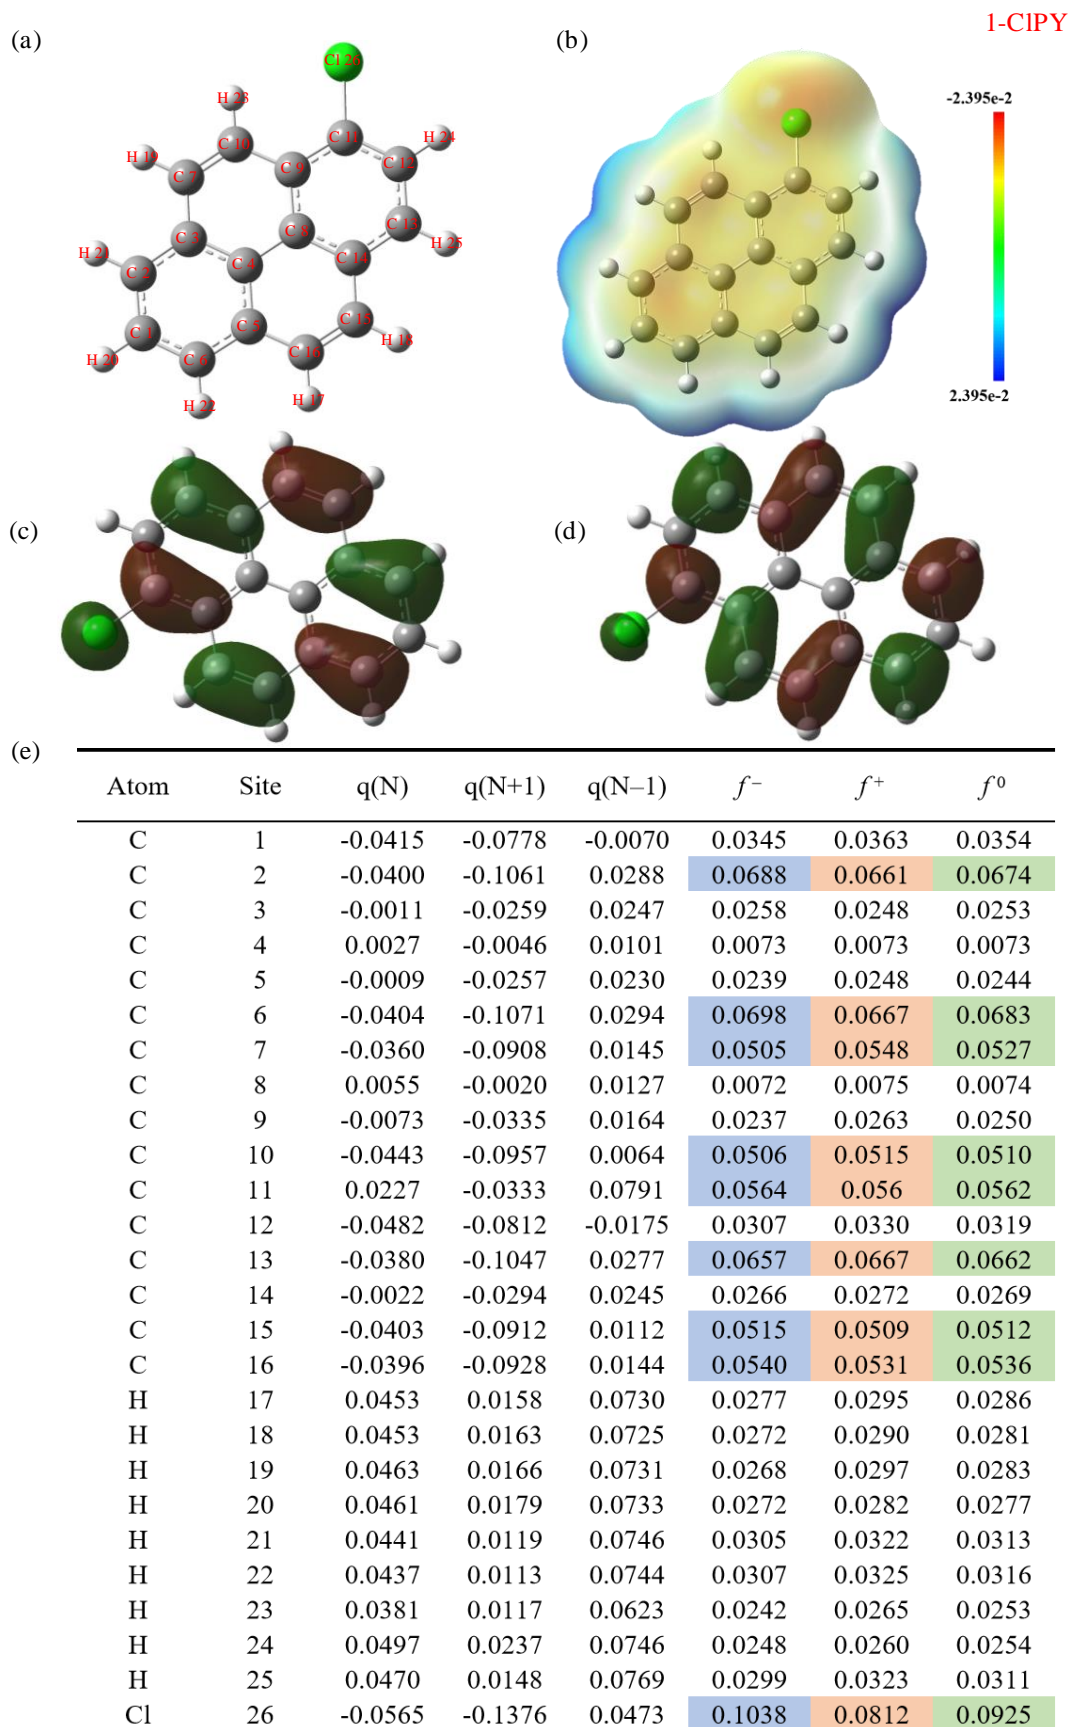 1-ClPY
(a)
(b)
Cl 26
H 23
C 11
H 24
C 10
C 12
H 19
C 9
C 7
C 13
C 8
H 25
C 3
H 21
C 4
C 14
C 2
C 5
C 15
C 1
H 18
C 16
H 20
C 6
H 22
H 17
-2.395e-2
2.395e-2
(c)
(d)
(e)
Atom Site q(N) q(N+1) q(N–1) f⁻ f⁺ f⁰
C 1 -0.0415 -0.0778 -0.0070 0.0345 0.0363 0.0354
C 2 -0.0400 -0.1061 0.0288 0.0688 0.0661 0.0674
C 3 -0.0011 -0.0259 0.0247 0.0258 0.0248 0.0253
C 4 0.0027 -0.0046 0.0101 0.0073 0.0073 0.0073
C 5 -0.0009 -0.0257 0.0230 0.0239 0.0248 0.0244
C 6 -0.0404 -0.1071 0.0294 0.0698 0.0667 0.0683
C 7 -0.0360 -0.0908 0.0145 0.0505 0.0548 0.0527
C 8 0.0055 -0.0020 0.0127 0.0072 0.0075 0.0074
C 9 -0.0073 -0.0335 0.0164 0.0237 0.0263 0.0250
C 10 -0.0443 -0.0957 0.0064 0.0506 0.0515 0.0510
C 11 0.0227 -0.0333 0.0791 0.0564 0.056 0.0562
C 12 -0.0482 -0.0812 -0.0175 0.0307 0.0330 0.0319
C 13 -0.0380 -0.1047 0.0277 0.0657 0.0667 0.0662
C 14 -0.0022 -0.0294 0.0245 0.0266 0.0272 0.0269
C 15 -0.0403 -0.0912 0.0112 0.0515 0.0509 0.0512
C 16 -0.0396 -0.0928 0.0144 0.0540 0.0531 0.0536
H 17 0.0453 0.0158 0.0730 0.0277 0.0295 0.0286
H 18 0.0453 0.0163 0.0725 0.0272 0.0290 0.0281
H 19 0.0463 0.0166 0.0731 0.0268 0.0297 0.0283
H 20 0.0461 0.0179 0.0733 0.0272 0.0282 0.0277
H 21 0.0441 0.0119 0.0746 0.0305 0.0322 0.0313
H 22 0.0437 0.0113 0.0744 0.0307 0.0325 0.0316
H 23 0.0381 0.0117 0.0623 0.0242 0.0265 0.0253
H 24 0.0497 0.0237 0.0746 0.0248 0.0260 0.0254
H 25 0.0470 0.0148 0.0769 0.0299 0.0323 0.0311
Cl 26 -0.0565 -0.1376 0.0473 0.1038 0.0812 0.0925